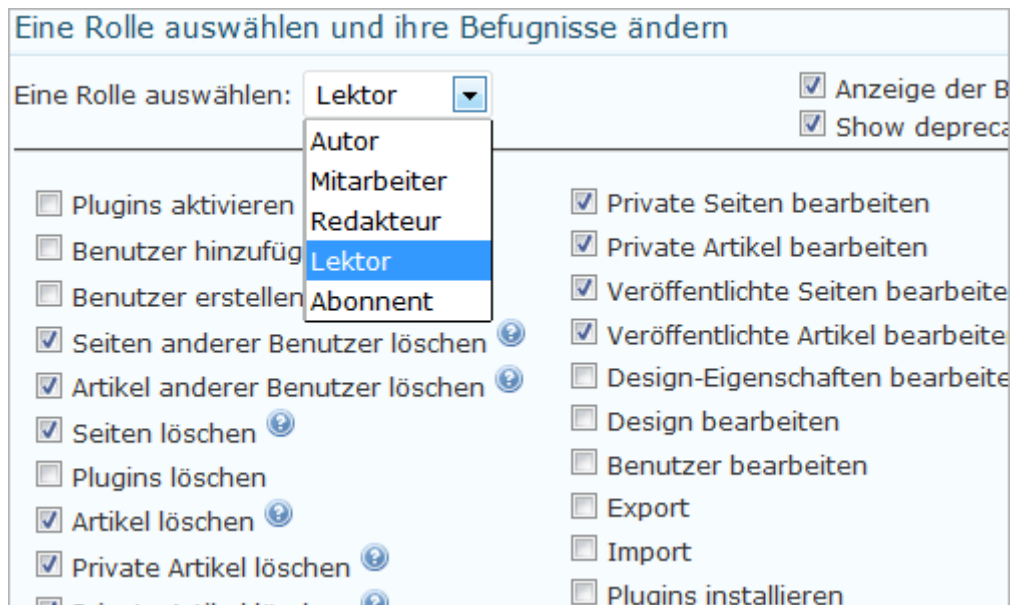 Eine Rolle auswählen und ihre Befugnisse ändern
Eine Rolle auswählen: Lektor
Anzeige der B
Show depreca
Autor
Mitarbeiter
Redakteur
Lektor
Abonnent
Plugins aktivieren
Benutzer hinzufüg
Benutzer erstellen
Seiten anderer Benutzer löschen
Artikel anderer Benutzer löschen
Seiten löschen
Plugins löschen
Artikel löschen
Private Artikel löschen
Private Seiten bearbeiten
Private Artikel bearbeiten
Veröffentlichte Seiten bearbeite
Veröffentlichte Artikel bearbeite
Design-Eigenschaften bearbeite
Design bearbeiten
Benutzer bearbeiten
Export
Import
Plugins installieren